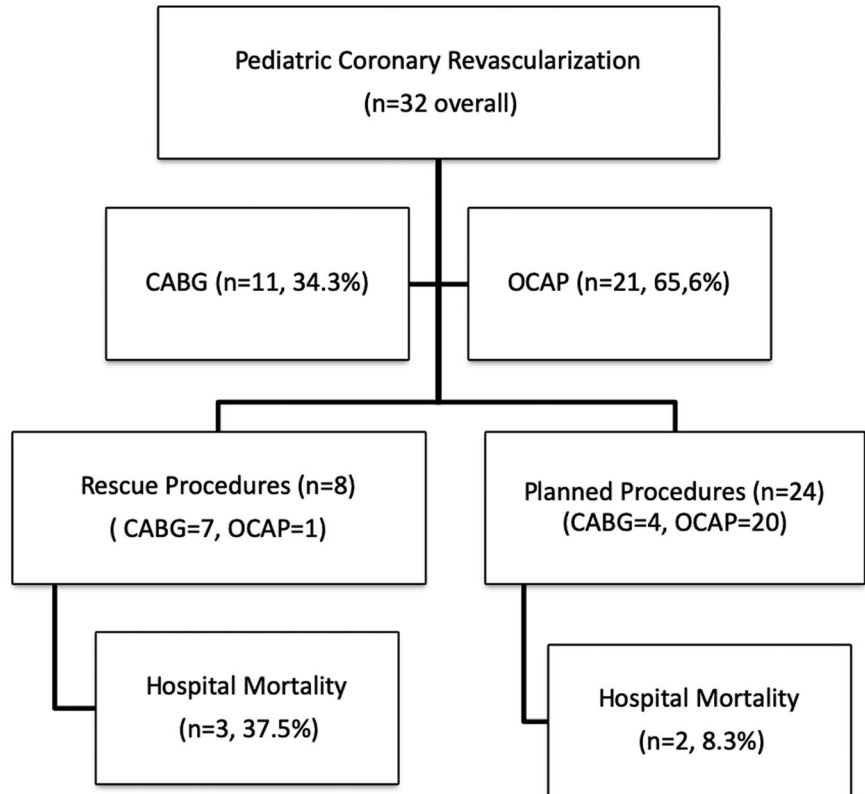 Pediatric Coronary Revascularization
(n=32 overall)
CABG (n=11, 34.3%)
OCAP (n=21, 65,6%)
Rescue Procedures (n=8)
( CABG=7, OCAP=1)
Planned Procedures (n=24)
(CABG=4, OCAP=20)
Hospital Mortality
(n=3, 37.5%)
Hospital Mortality
(n=2, 8.3%)